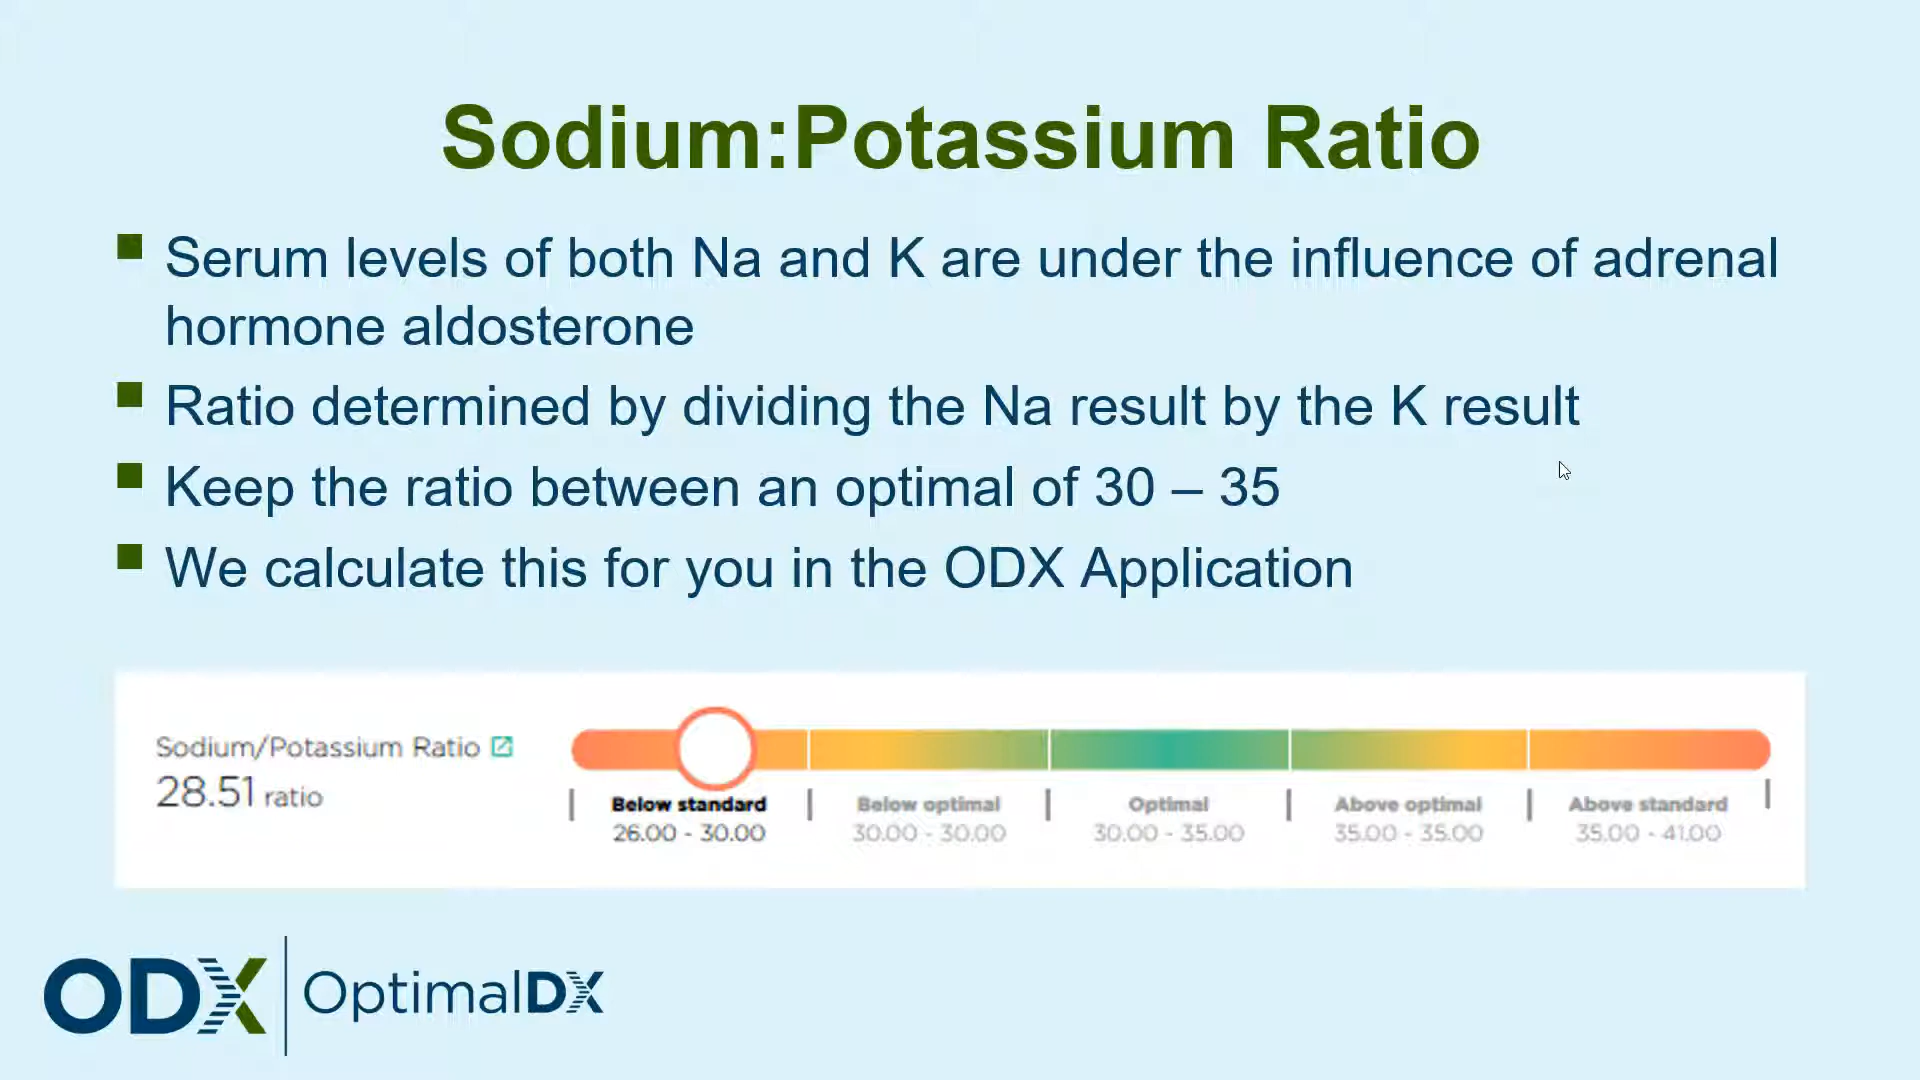 Sodium:Potassium Ratio
Serum levels of both Na and K are under the influence of adrenal
hormone aldosterone
Ratio determined by dividing the Na result by the K result
Keep the ratio between an optimal of 30 – 35
We calculate this for you in the ODX Application
Sodium/Potassium Ratio
28.51 ratio
Below standard
26.00 - 30.00
Below optimal
30.00 - 30.00
Optimal
30.00 - 35.00
Above optimal
35.00 - 35.00
Above standard
35.00 - 41.00
ODX
OptimalDX